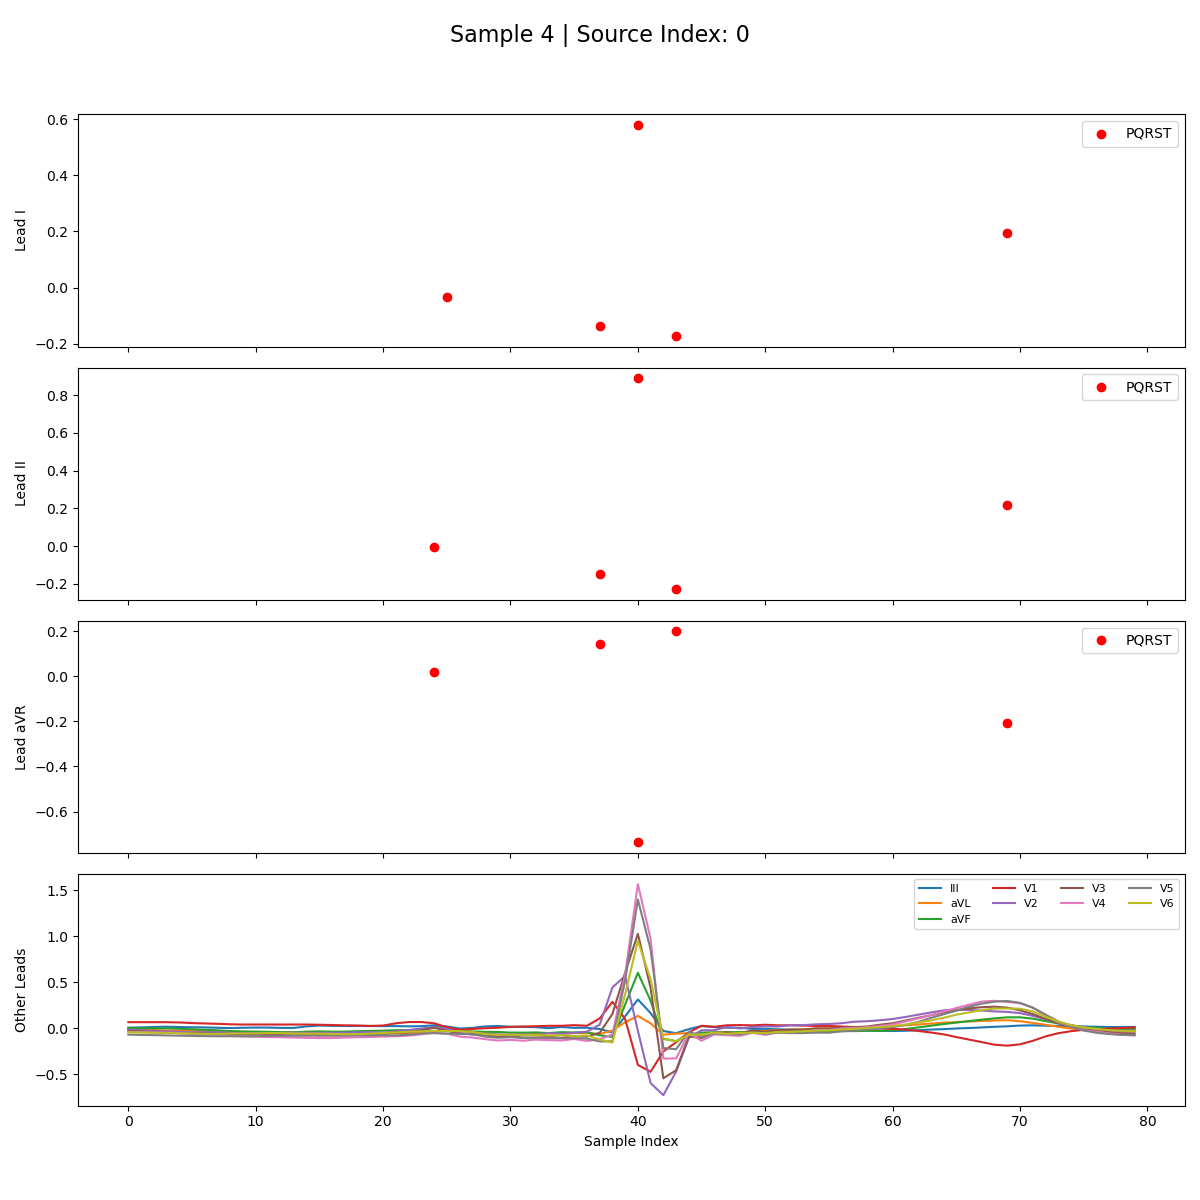 Sample 4 | Source Index: 0
0.6
0.4
0.2
0.0
−0.2
Lead I
PQRST
0.8
0.6
0.4
0.2
0.0
−0.2
Lead II
PQRST
0.2
0.0
−0.2
−0.4
−0.6
Lead aVR
PQRST
1.5
1.0
0.5
0.0
−0.5
Other Leads
III V1 V3 V5
aVL V2 V4 V6
aVF
0 10 20 30 40 50 60 70 80
Sample Index